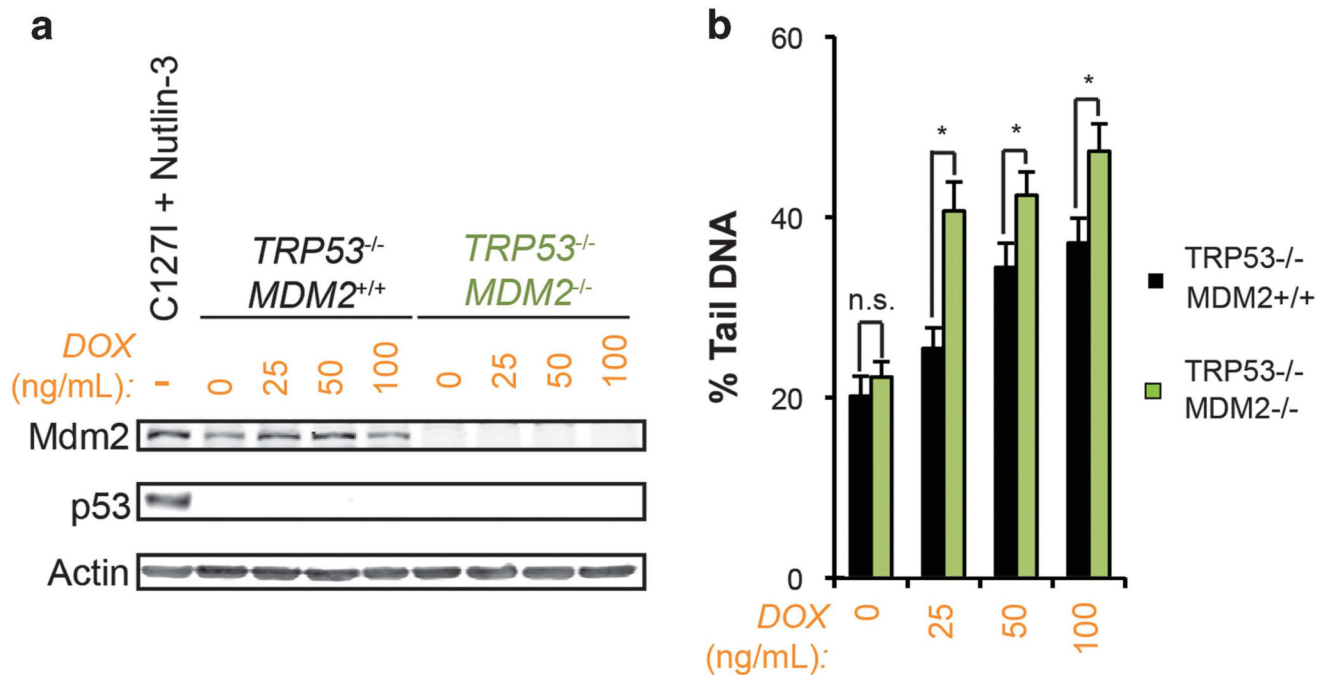 a
C127I + Nutlin-3
TRP53-/-
MDM2+/+
TRP53-/-
MDM2-/-
DOX
(ng/mL):
-
0
25
50
100
0
25
50
100
Mdm2
p53
Actin
b
% Tail DNA
60
40
20
0
n.s.
*
*
*
DOX
(ng/mL):
0
25
50
100
TRP53-/-
MDM2+/+
TRP53-/-
MDM2-/-